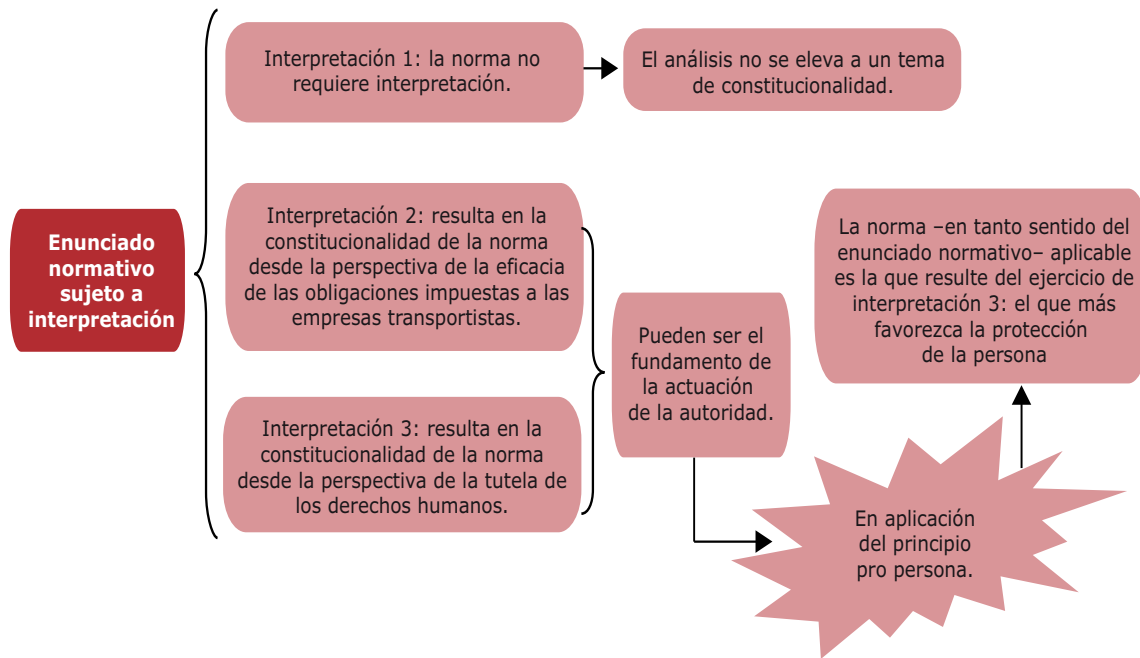 Enunciado
normativo
sujeto a
interpretación
Interpretación 1: la norma no
requiere interpretación.
El análisis no se eleva a un tema
de constitucionalidad.
Interpretación 2: resulta en la
constitucionalidad de la norma
desde la perspectiva de la eficacia
de las obligaciones impuestas a las
empresas transportistas.
Interpretación 3: resulta en la
constitucionalidad de la norma
desde la perspectiva de la tutela de
los derechos humanos.
Pueden ser el
fundamento de
la actuación
de la autoridad.
En aplicación
del principio
pro persona.
La norma –en tanto sentido del
enunciado normativo– aplicable
es la que resulte del ejercicio de
interpretación 3: el que más
favorezca la protección
de la persona